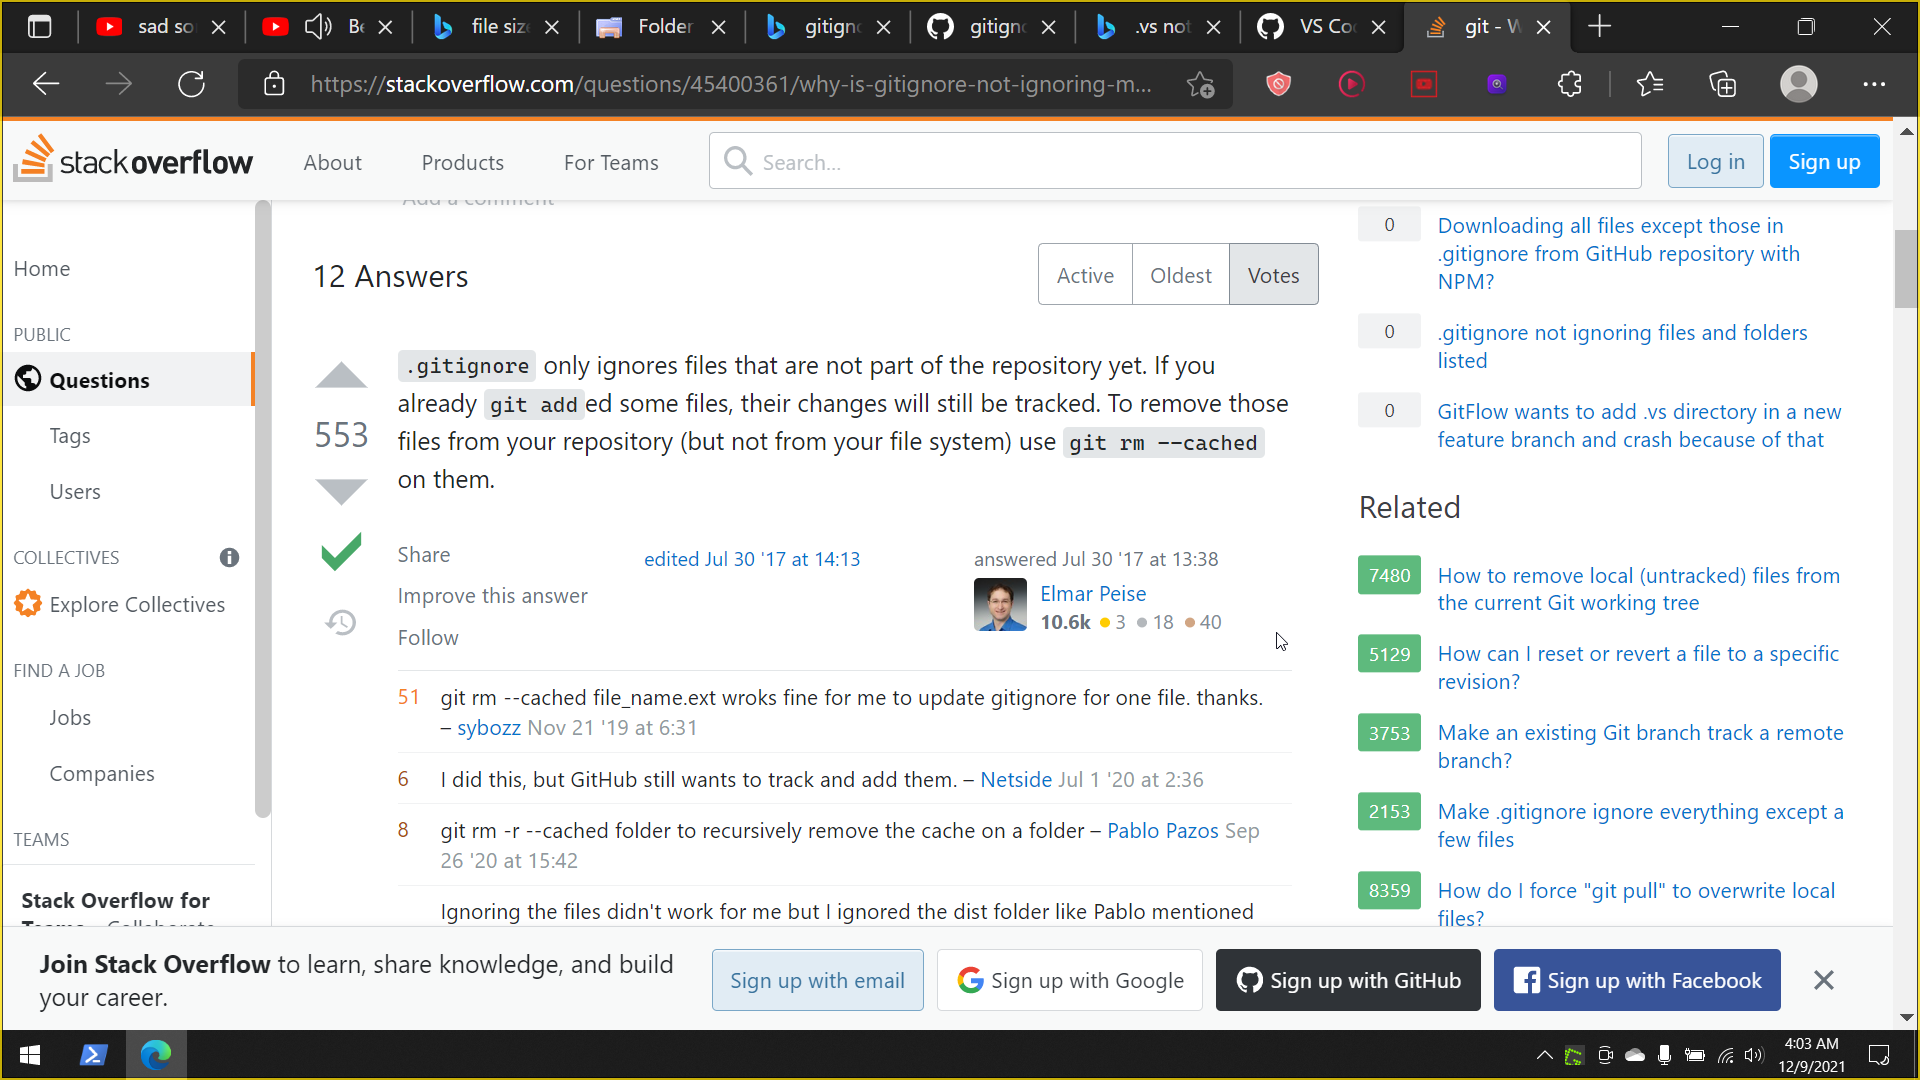 sad so
Be
file size
Folder
gitign
gitign
.vs not
VS Co
git - W
https://stackoverflow.com/questions/45400361/why-is-gitignore-not-ignoring-m...
stackoverflow
About
Products
For Teams
Search...
Log in
Sign up
Add a comment
Home
PUBLIC
Questions
Tags
Users
COLLECTIVES
Explore Collectives
FIND A JOB
Jobs
Companies
TEAMS
Stack Overflow for
Teams – Collaborate
12 Answers
Active
Oldest
Votes
553
.gitignore only ignores files that are not part of the repository yet. If you
already git added some files, their changes will still be tracked. To remove those
files from your repository (but not from your file system) use git rm --cached
on them.
Share
Improve this answer
Follow
edited Jul 30 '17 at 14:13
answered Jul 30 '17 at 13:38
Elmar Peise
10.6k 3 18 40
51 git rm --cached file_name.ext wroks fine for me to update gitignore for one file. thanks.
– sybozz Nov 21 '19 at 6:31
6 I did this, but GitHub still wants to track and add them. – Netside Jul 1 '20 at 2:36
8 git rm -r --cached folder to recursively remove the cache on a folder – Pablo Pazos Sep
26 '20 at 15:42
Ignoring the files didn't work for me but I ignored the dist folder like Pablo mentioned
0 Downloading all files except those in
.gitignore from GitHub repository with
NPM?
0 .gitignore not ignoring files and folders
listed
0 GitFlow wants to add .vs directory in a new
feature branch and crash because of that
Related
7480 How to remove local (untracked) files from
the current Git working tree
5129 How can I reset or revert a file to a specific
revision?
3753 Make an existing Git branch track a remote
branch?
2153 Make .gitignore ignore everything except a
few files
8359 How do I force "git pull" to overwrite local
files?
Join Stack Overflow to learn, share knowledge, and build
your career.
Sign up with email
Sign up with Google
Sign up with GitHub
Sign up with Facebook
4:03 AM
12/9/2021